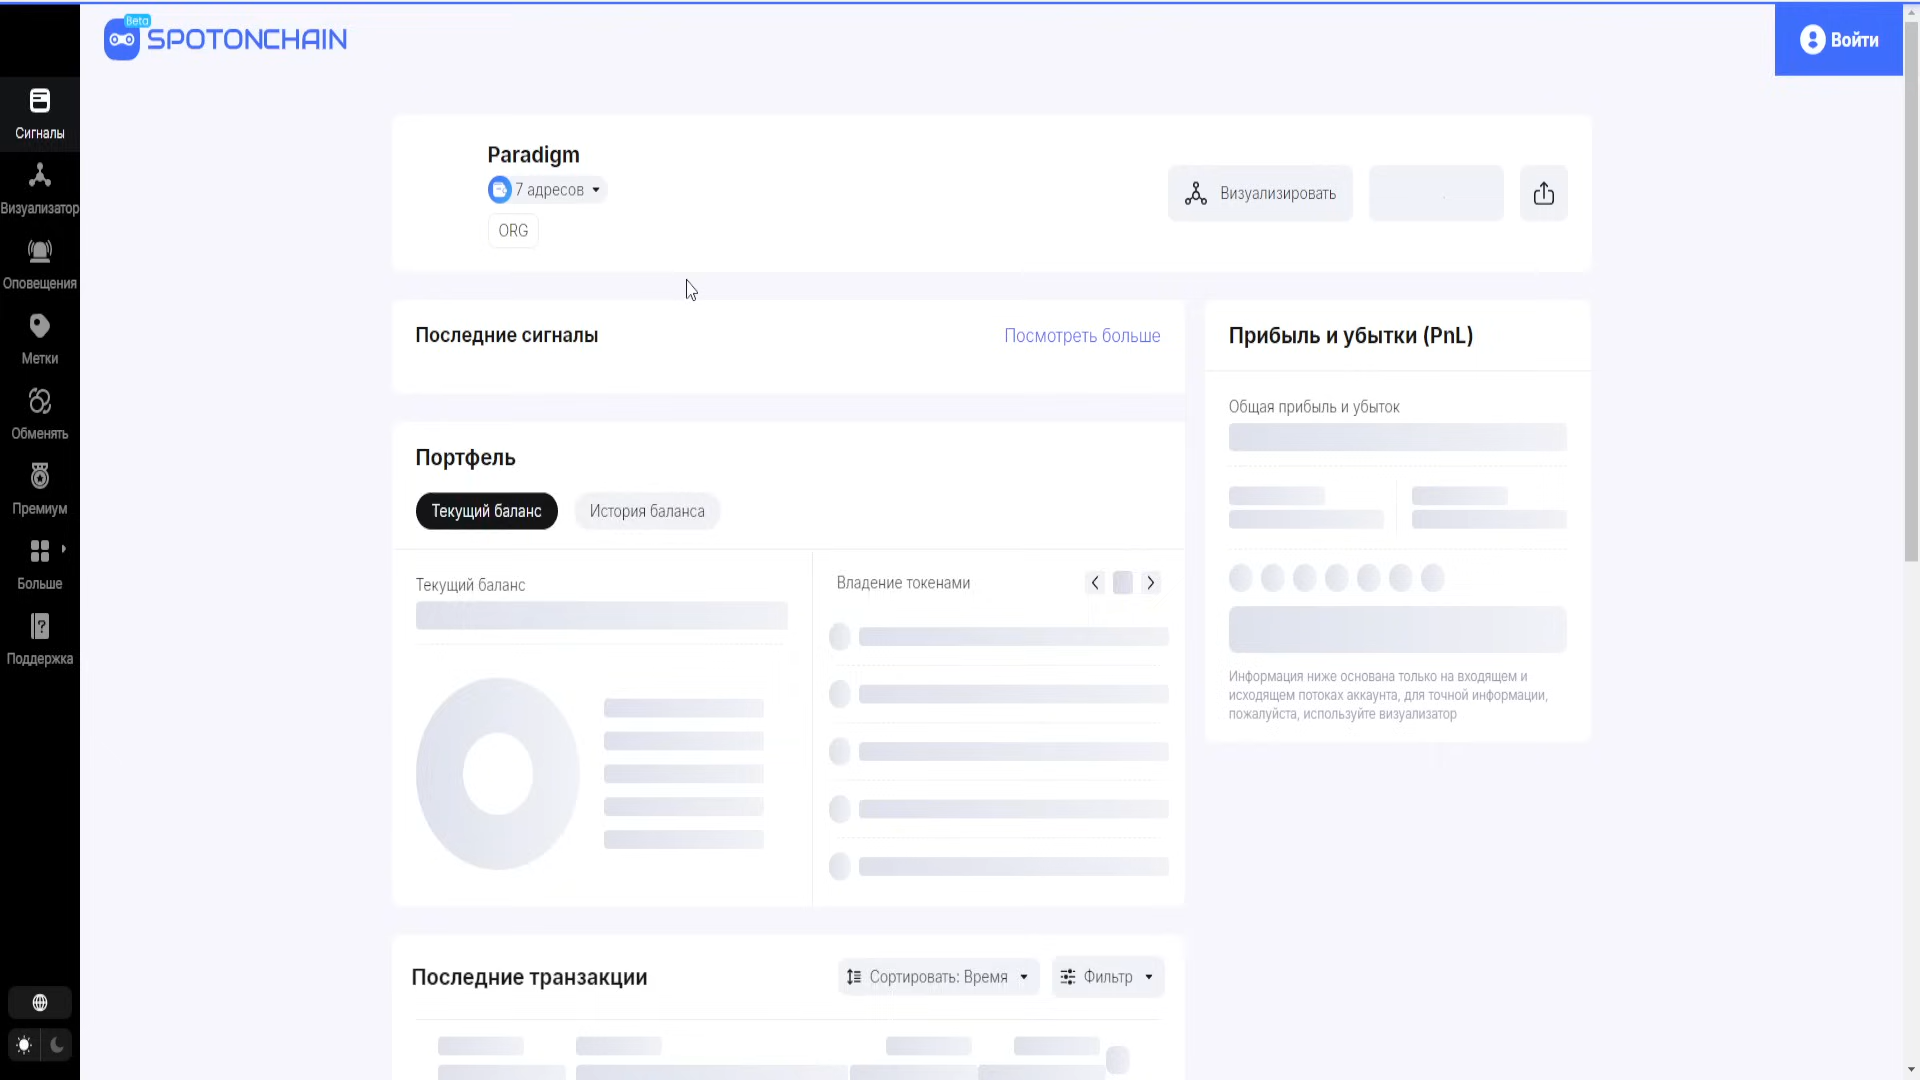 Beta
SPOTONCHAIN
Войти
Сигналы
Визуализатор
Оповещения
Метки
Обменять
Премиум
Больше
Поддержка
Paradigm
7 адресов
ORG
Визуализировать
Последние сигналы
Посмотреть больше
Прибыль и убытки (PnL)
Общая прибыль и убыток
Информация ниже основана только на входящем и
исходящем потоках аккаунта, для точной информации,
пожалуйста, используйте визуализатор
Портфель
Текущий баланс
История баланса
Текущий баланс
Владение токенами
Последние транзакции
Сортировать: Время
Фильтр